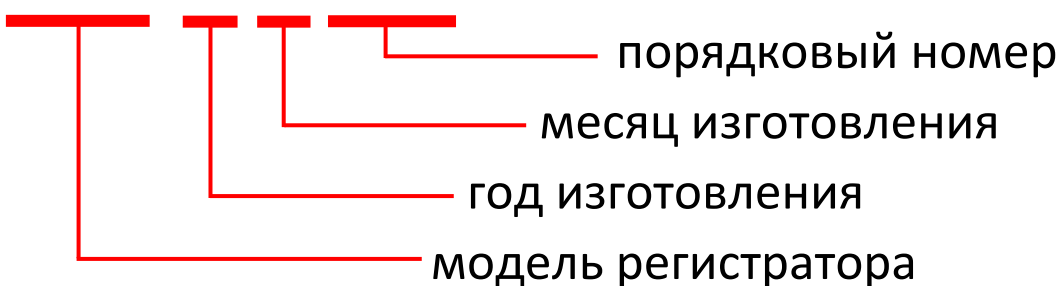 порядковый номер
месяц изготовления
год изготовления
модель регистратора